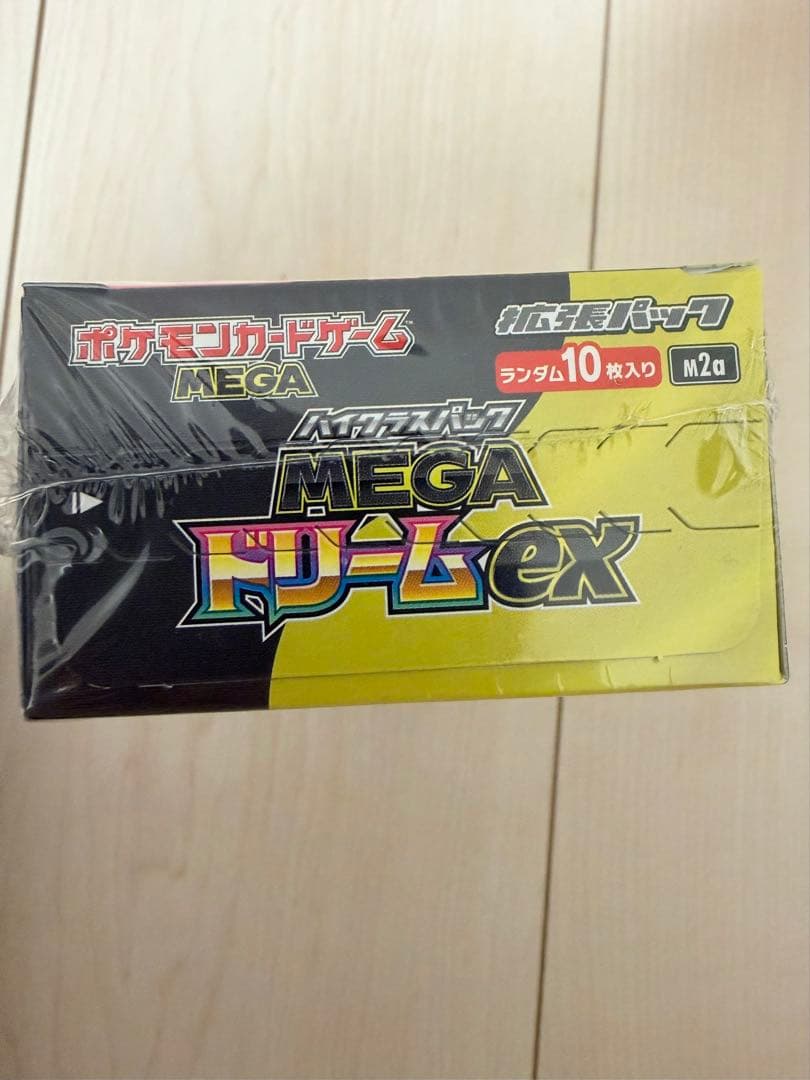 ポケモンカードゲーム™
MEGA
拡張パック
ランダム10枚入り
M2a
ハイクラスパック
MEGA
ドリームex